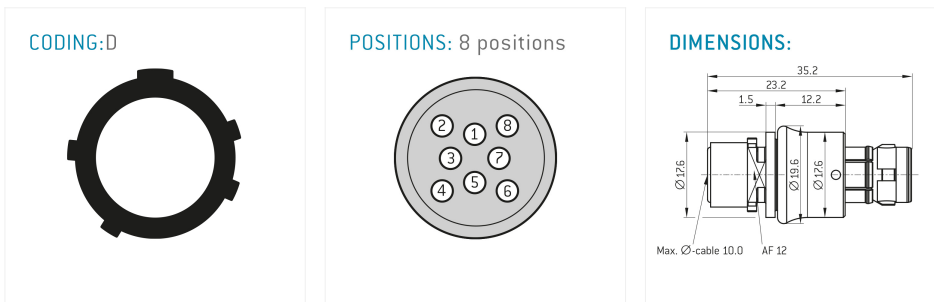 CODING:D
POSITIONS: 8 positions
2
1
8
3
7
4
5
6
DIMENSIONS:
35.2
23.2
1.5
12.2
Ø17.6
Ø19.6
Ø17.6
Max. Ø-cable 10.0
AF 12